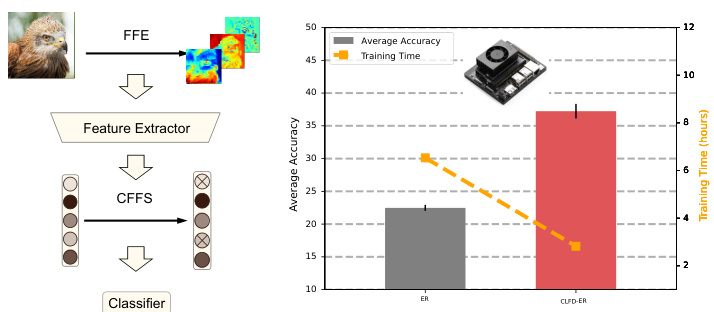 FFE
Feature Extractor
CFFS
Classifier
Average Accuracy
50
45
40
35
30
25
20
15
10
Average Accuracy
Training Time
ER
CLFD-ER
12
10
8
6
4
2
Training Time (hours)